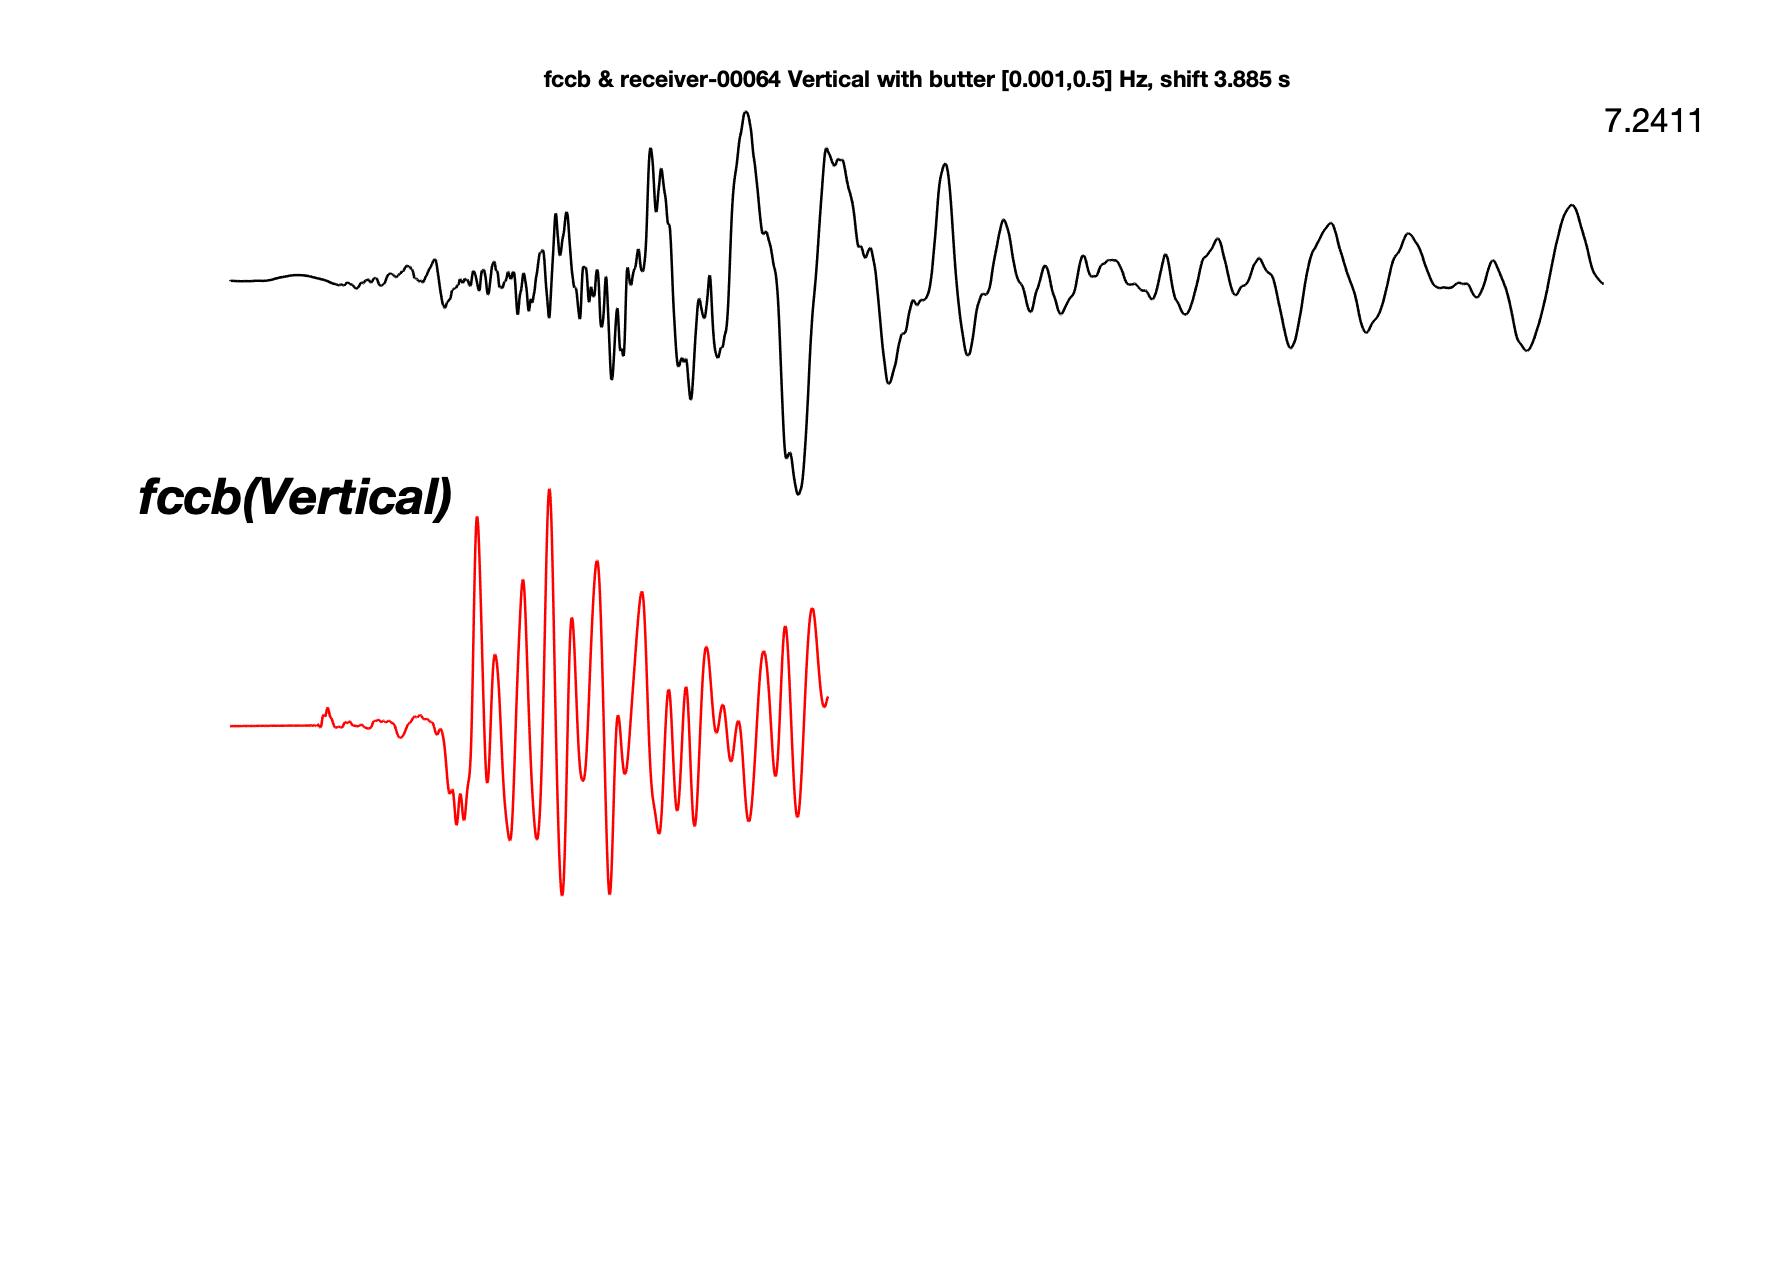 fccb & receiver-00064 Vertical with butter [0.001,0.5] Hz, shift 3.885 s
7.2411
fccb(Vertical)